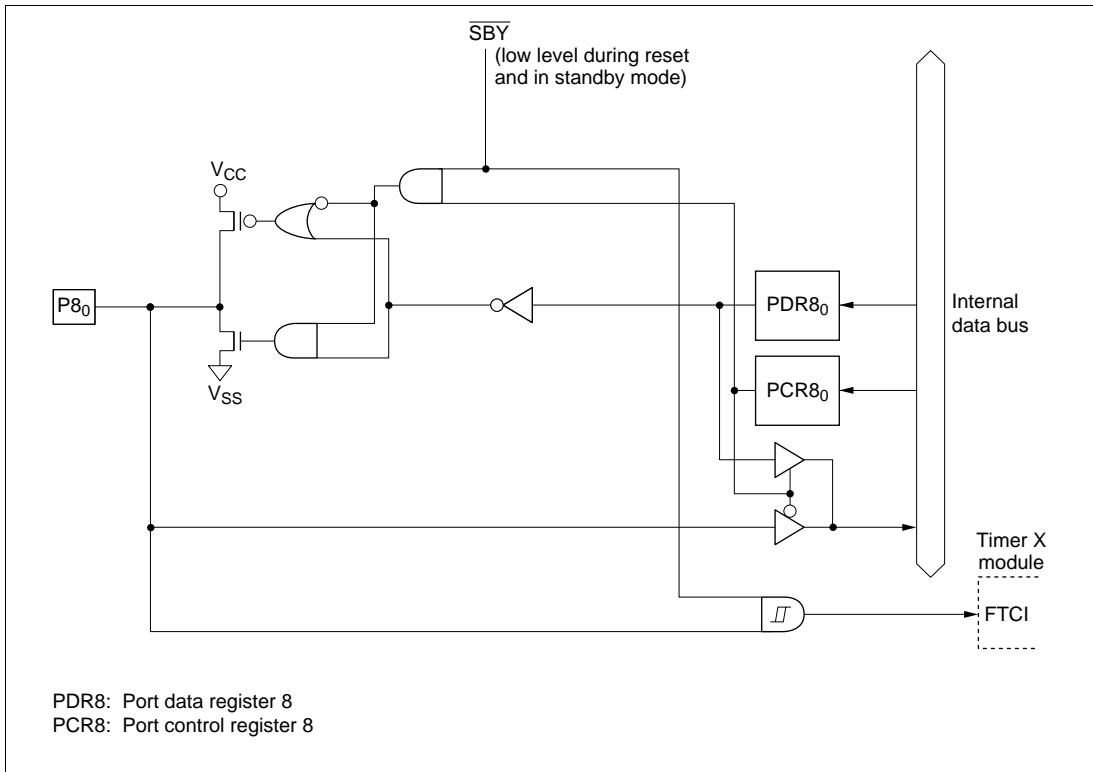 SBY
(low level during reset
and in standby mode)
VCC
P80
VSS
PDR80
PCR80
Internal
data bus
Timer X
module
FTCI
PDR8: Port data register 8
PCR8: Port control register 8